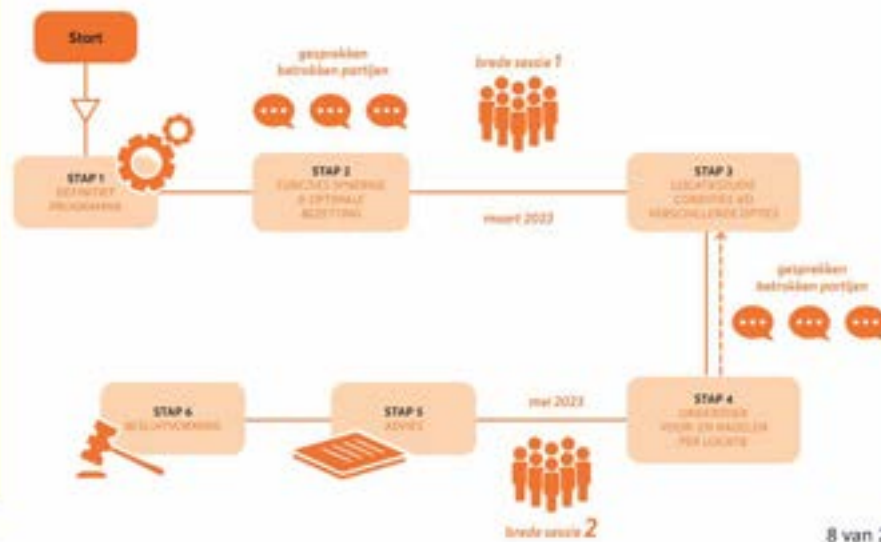 Start
gesprekken
betrokken partijen
brede sessie 1
STAP 1
DEFINITIEF
PROGRAMMA
STAP 2
FUNCTIES SYNERGIE
& OPTIMALE
BEZETTING
STAP 3
LOCATIESTUDIE
CONDITIES
VERSCHILLENDE OPTIES
maart 2023
gesprekken
betrokken partijen
STAP 6
BESLUITVORMING
STAP 5
ADVIES
mei 2023
STAP 4
ONDERZOEK
VOOR- EN NADELEN
PER LOCATIE
brede sessie 2
8 van